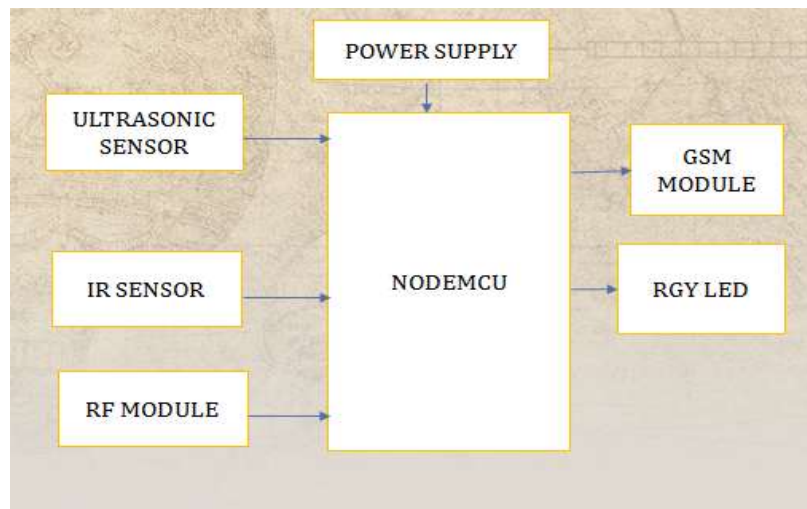 POWER SUPPLY
ULTRASONIC
SENSOR
GSM
MODULE
IR SENSOR
NODEMCU
RGY LED
RF MODULE